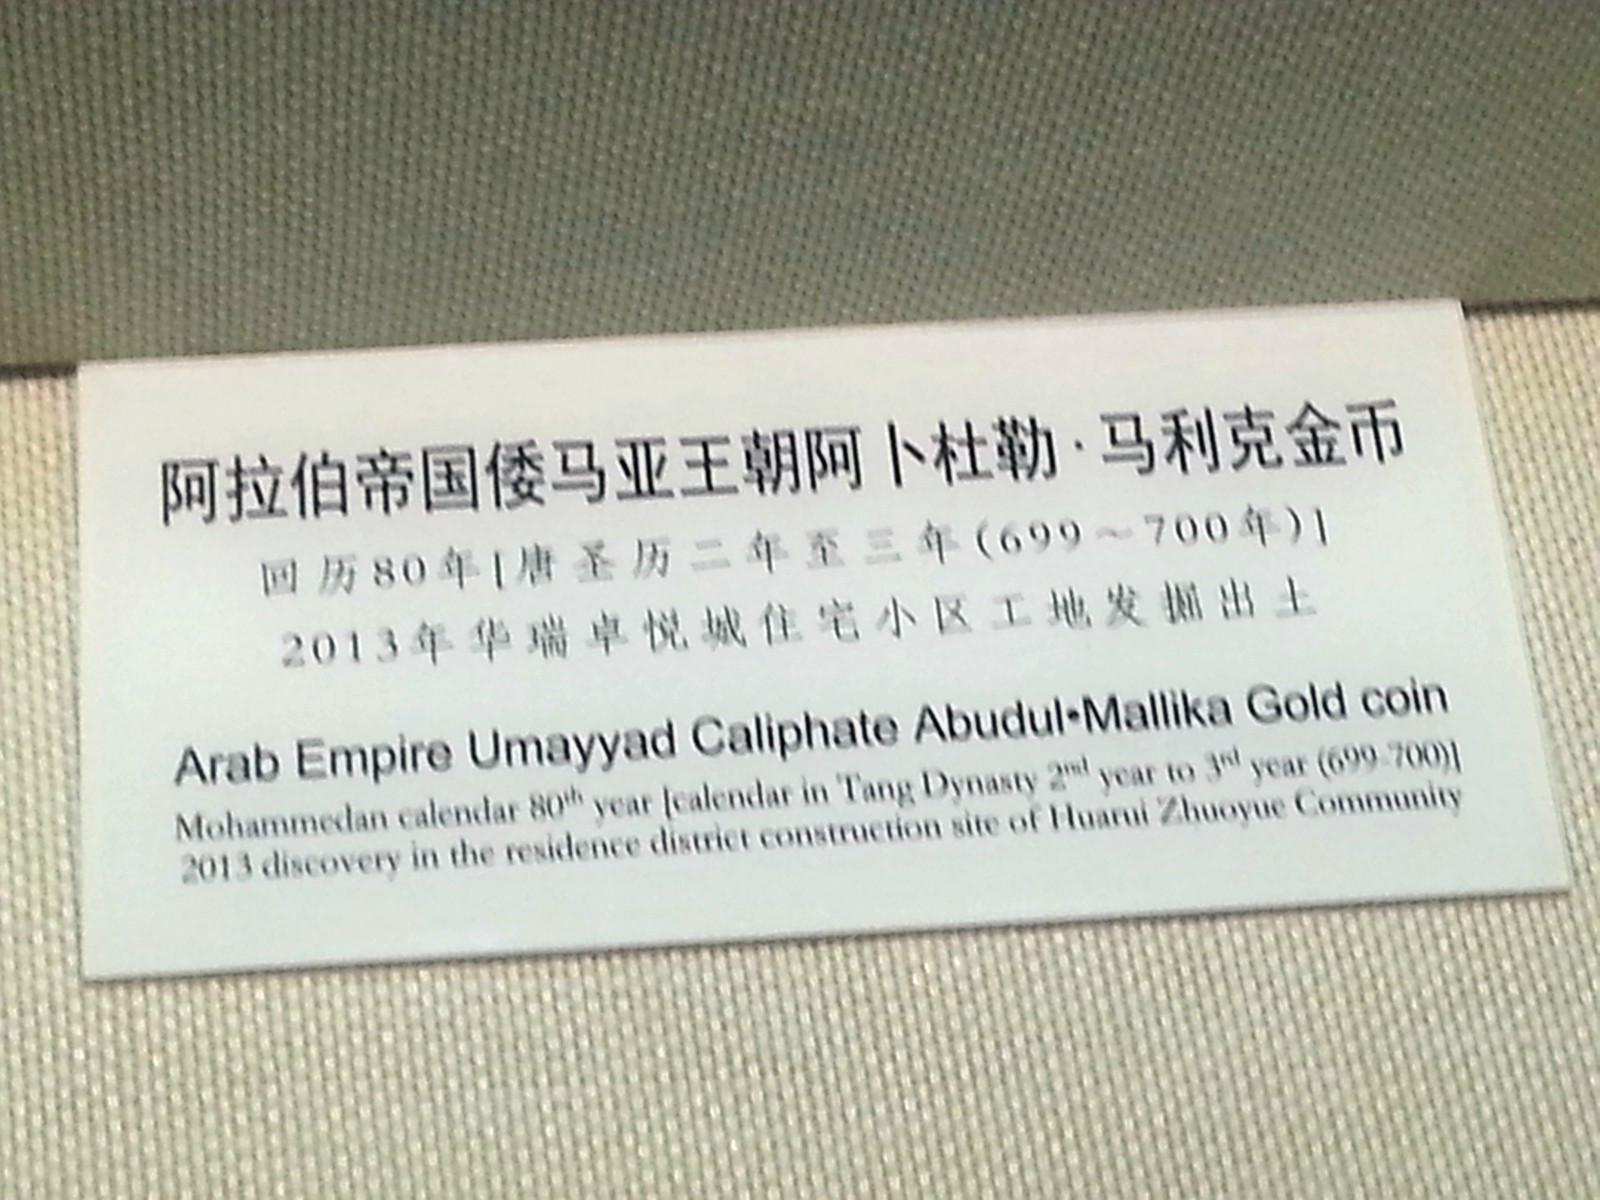 阿拉伯帝国倭马亚王朝阿卜杜勒·马利克金币
回历80年[唐圣历二年至三年(699～700年)]
2013年华瑞卓悦城住宅小区工地发掘出土
Arab Empire Umayyad Caliphate Abudul•Mallika Gold coin
Mohammedan calendar 80th year [calendar in Tang Dynasty 2nd year to 3rd year (699-700)]
2013 discovery in the residence district construction site of Huarui Zhuoyue Community